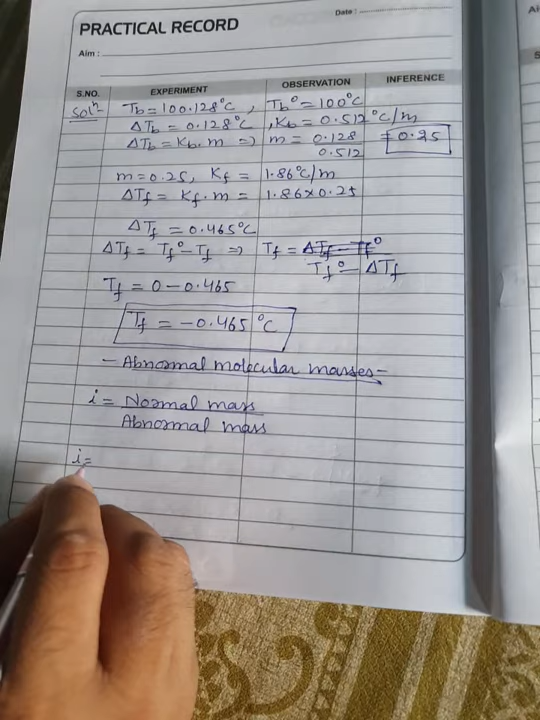 PRACTICAL RECORD
Date :
Aim :
S.NO. EXPERIMENT OBSERVATION INFERENCE
Solⁿ Tb = 100.128°C , Tb° = 100°C
ΔTb = 0.128°C , Kb = 0.512 °C/m
ΔTb = Kb. m ⇒ m = 0.128 = 0.25
0.512
m = 0.25, Kf = 1.86°C/m
ΔTf = Kf. m = 1.86×0.25
ΔTf = 0.465°C
ΔTf = Tf° - Tf ⇒ Tf = ΔTf - Tf°
Tf° - ΔTf
Tf = 0 - 0.465
Tf = -0.465 °C
- Abnormal molecular masses -
i = Normal mass
Abnormal mass
i=
Ai
S